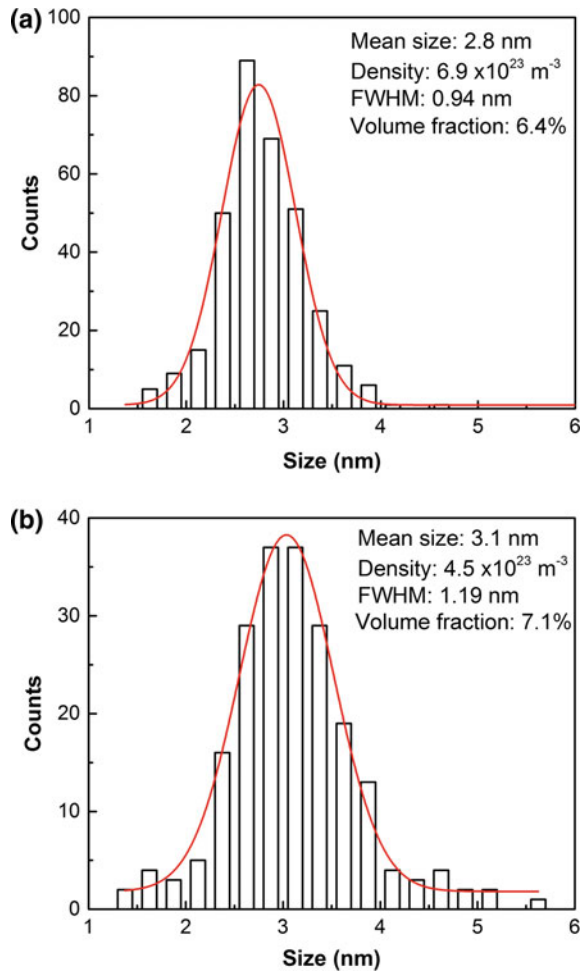 (a)
100
Mean size: 2.8 nm
Density: 6.9 x10²³ m⁻³
FWHM: 0.94 nm
Volume fraction: 6.4%
80
60
40
20
0
Counts
1 2 3 4 5 6
Size (nm)
(b)
40
Mean size: 3.1 nm
Density: 4.5 x10²³ m⁻³
FWHM: 1.19 nm
Volume fraction: 7.1%
30
20
10
0
Counts
1 2 3 4 5 6
Size (nm)